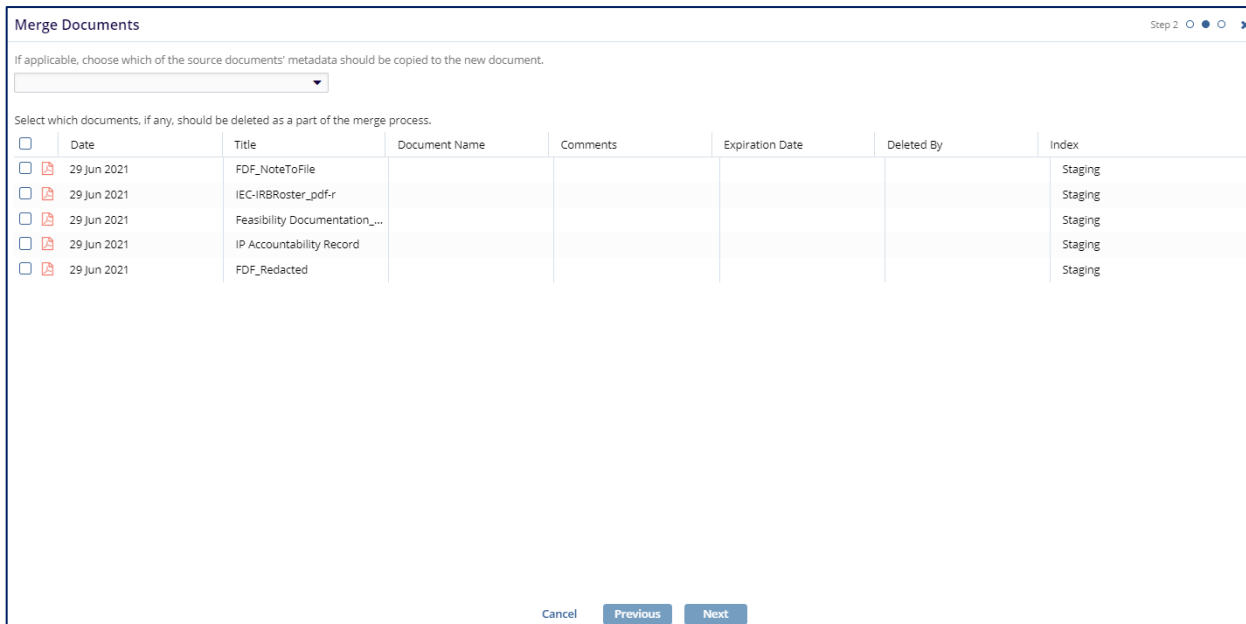 Merge Documents Step 2
If applicable, choose which of the source documents' metadata should be copied to the new document.
Select which documents, if any, should be deleted as a part of the merge process.
Date Title Document Name Comments Expiration Date Deleted By Index
29 Jun 2021 FDF_NoteToFile Staging
29 Jun 2021 IEC-IRBRoster_pdf-r Staging
29 Jun 2021 Feasibility Documentation_... Staging
29 Jun 2021 IP Accountability Record Staging
29 Jun 2021 FDF_Redacted Staging
Cancel Previous Next